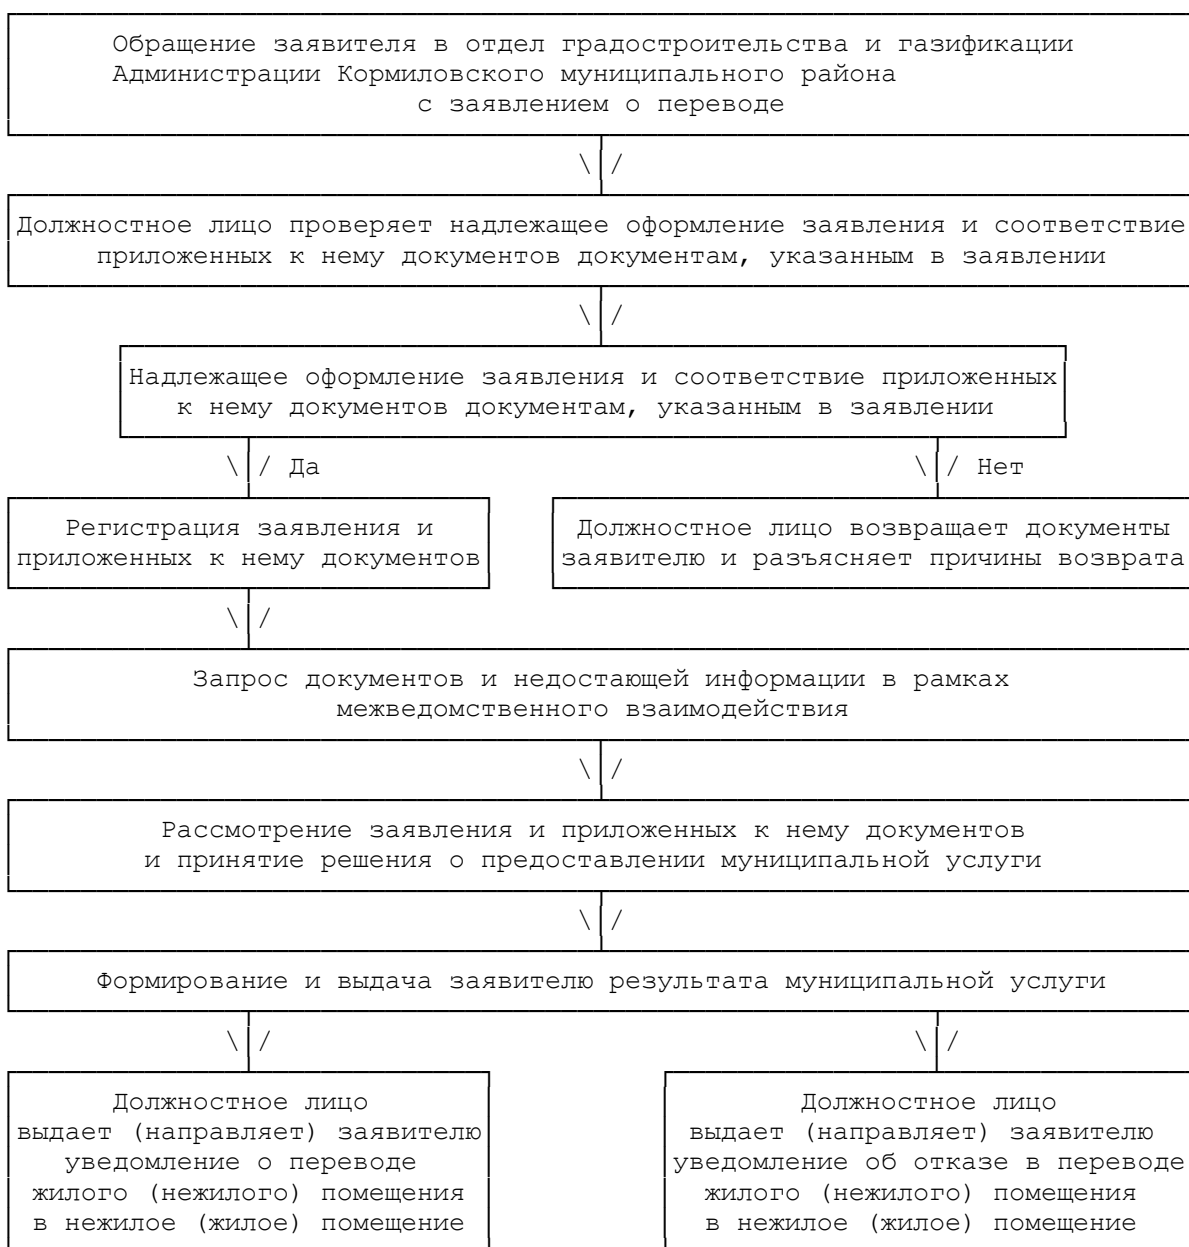 Обращение заявителя в отдел градостроительства и газификации
Администрации Кормиловского муниципального района
с заявлением о переводе
Должностное лицо проверяет надлежащее оформление заявления и соответствие
приложенных к нему документов документам, указанным в заявлении
Надлежащее оформление заявления и соответствие приложенных
к нему документов документам, указанным в заявлении
Да
Нет
Регистрация заявления и
приложенных к нему документов
Должностное лицо возвращает документы
заявителю и разъясняет причины возврата
Запрос документов и недостающей информации в рамках
межведомственного взаимодействия
Рассмотрение заявления и приложенных к нему документов
и принятие решения о предоставлении муниципальной услуги
Формирование и выдача заявителю результата муниципальной услуги
Должностное лицо
выдает (направляет) заявителю
уведомление о переводе
жилого (нежилого) помещения
в нежилое (жилое) помещение
Должностное лицо
выдает (направляет) заявителю
уведомление об отказе в переводе
жилого (нежилого) помещения
в нежилое (жилое) помещение